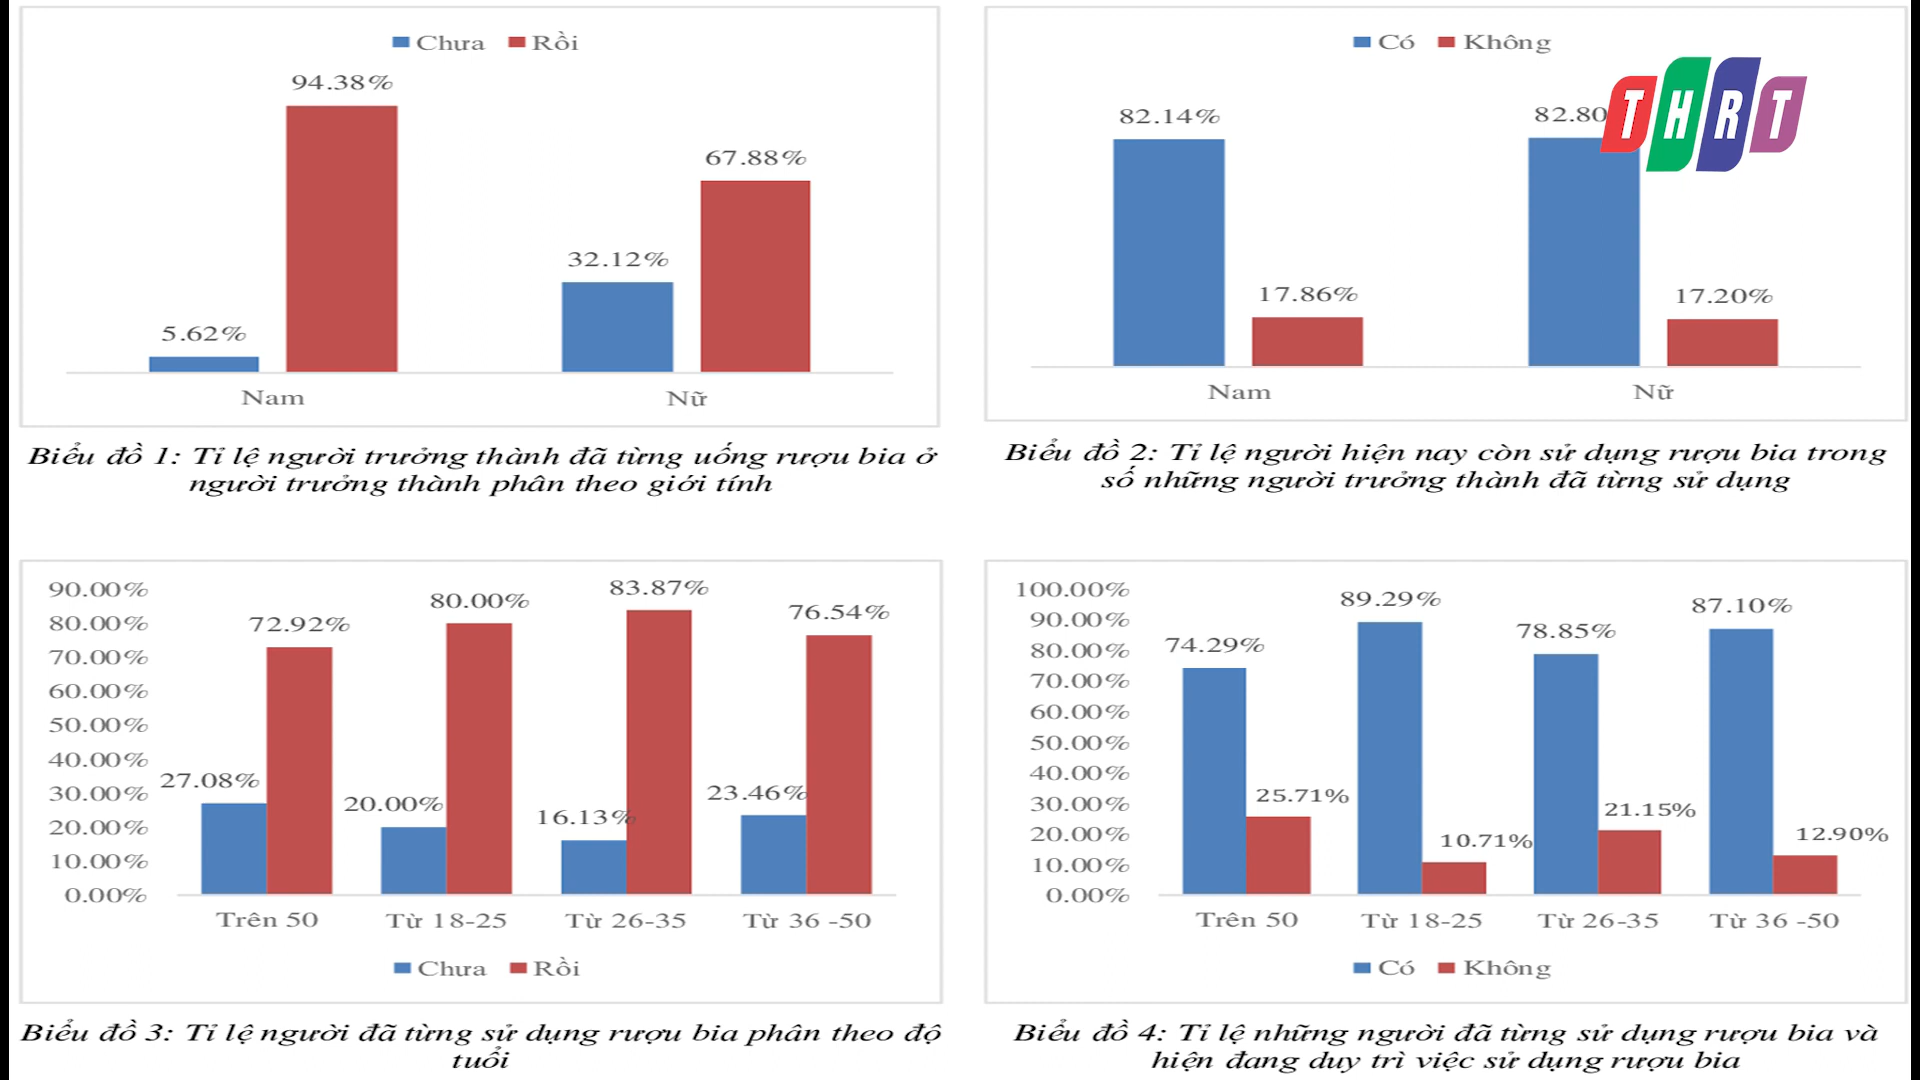 Chưa Rồi
94.38%
67.88%
32.12%
5.62%
Nam Nữ
Biểu đồ 1: Tỉ lệ người trưởng thành đã từng uống rượu bia ở
người trưởng thành phân theo giới tính
Có Không
THRT
82.14% 82.80
17.86% 17.20%
Nam Nữ
Biểu đồ 2: Tỉ lệ người hiện nay còn sử dụng rượu bia trong
số những người trưởng thành đã từng sử dụng
90.00%
80.00%
70.00%
60.00%
50.00%
40.00%
30.00%
20.00%
10.00%
0.00%
72.92% 80.00% 83.87% 76.54%
27.08% 20.00% 16.13% 23.46%
Trên 50 Từ 18-25 Từ 26-35 Từ 36 -50
Chưa Rồi
Biểu đồ 3: Tỉ lệ người đã từng sử dụng rượu bia phân theo độ
tuổi
100.00%
90.00%
80.00%
70.00%
60.00%
50.00%
40.00%
30.00%
20.00%
10.00%
0.00%
74.29% 89.29% 78.85% 87.10%
25.71% 10.71% 21.15% 12.90%
Trên 50 Từ 18-25 Từ 26-35 Từ 36 -50
Có Không
Biểu đồ 4: Tỉ lệ những người đã từng sử dụng rượu bia và
hiện đang duy trì việc sử dụng rượu bia